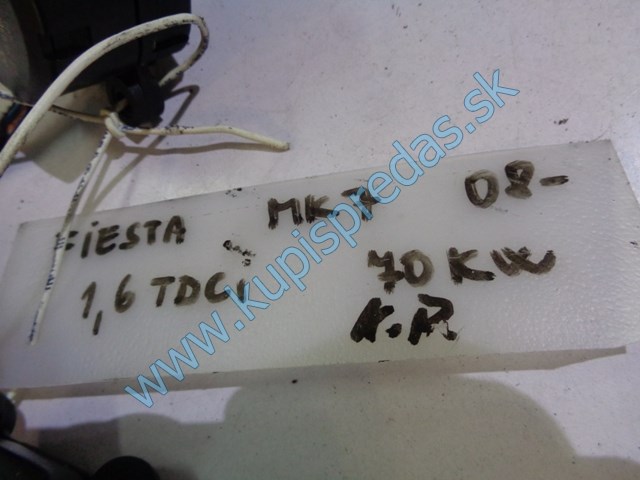 FIESTA MK7 08-
1,6 TDCi 70 KW
www.kupispredas.sk